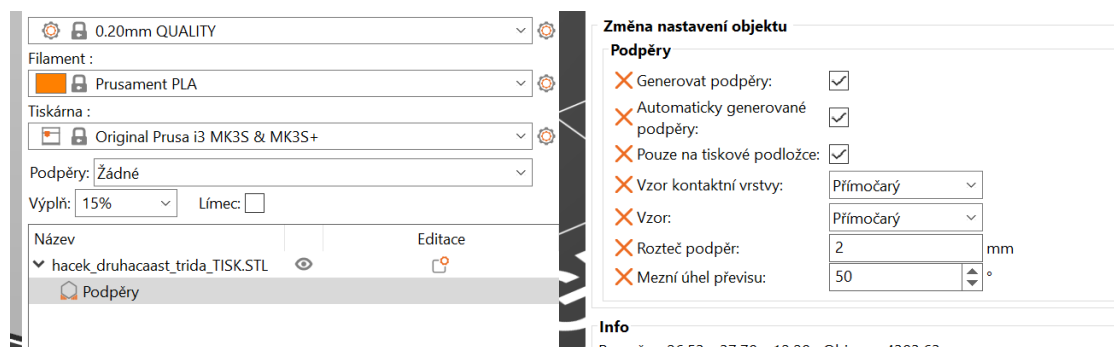 0.20mm QUALITY
Filament :
Prusament PLA
Tiskárna :
Original Prusa i3 MK3S & MK3S+
Podpěry: Žádné
Výplň: 15% Límec:
Název Editace
hacek_druhacaast_trida_TISK.STL
Podpěry
Změna nastavení objektu
Podpěry
Generovat podpěry:
Automaticky generované
podpěry:
Pouze na tiskové podložce:
Vzor kontaktní vrstvy: Přímočarý
Vzor: Přímočarý
Rozteč podpěr: 2 mm
Mezní úhel převisu: 50 °
Info